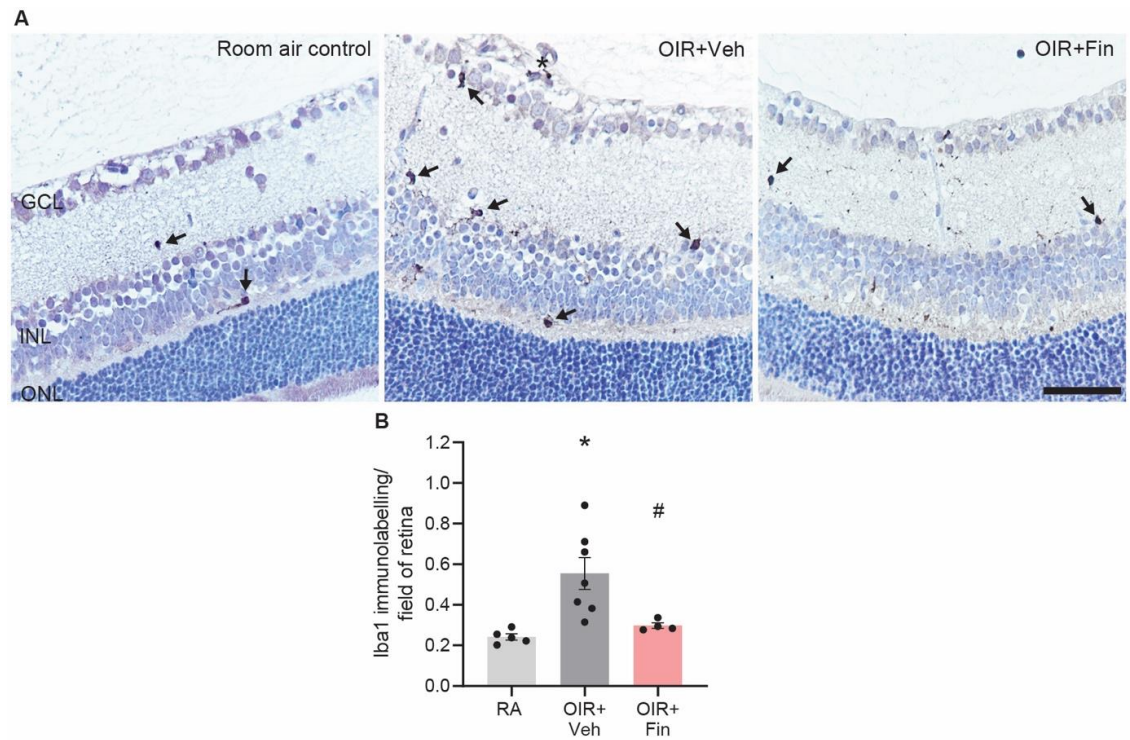 A
Room air control
OIR+Veh
OIR+Fin
*
GCL
INL
ONL
B
Iba1 immunolabelling/
field of retina
1.2
1.0
0.8
0.6
0.4
0.2
0.0
*
#
RA
OIR+
Veh
OIR+
Fin